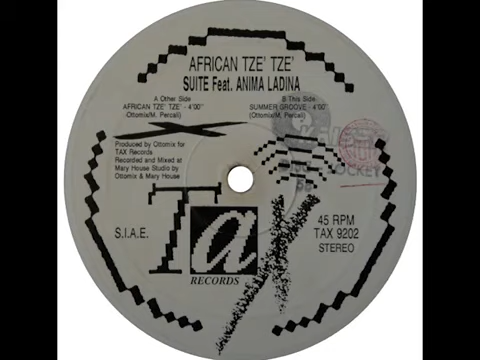 AFRICAN TZE' TZE'
SUITE Feat. ANIMA LADINA
A Other Side
AFRICAN TZE' TZE' - 4'00"
(Ottomix/M. Percali)
B This Side
SUMMER GROOVE - 4'00"
(Ottomix/M. Percali)
Produced by Ottomix for
TAX Records
Recorded and Mixed at
Mary House Studio by
Ottomix & Mary House
S.I.A.E.
Tax
RECORDS
45 RPM
TAX 9202
STEREO